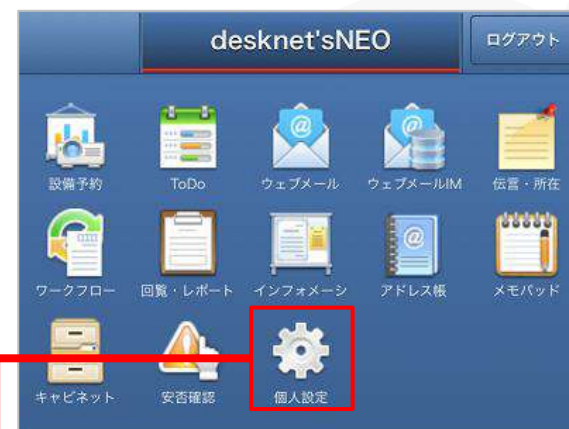 desknet'sNEO
ログアウト
設備予約
ToDo
ウェブメール
ウェブメールIM
伝言・所在
ワークフロー
回覧・レポート
インフォメーシ
アドレス帳
メモパッド
キャビネット
安否確認
個人設定